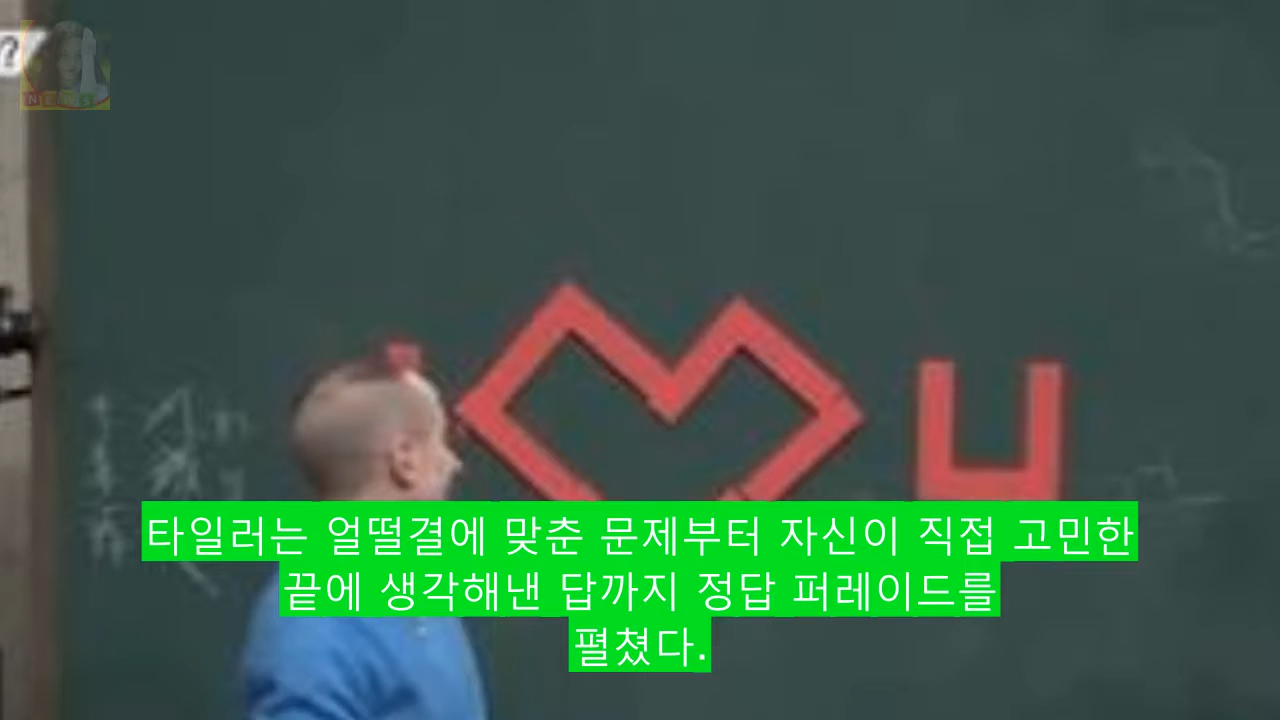 ?
NEWS
타일러는 얼떨결에 맞춘 문제부터 자신이 직접 고민한
끝에 생각해낸 답까지 정답 퍼레이드를
펼쳤다.